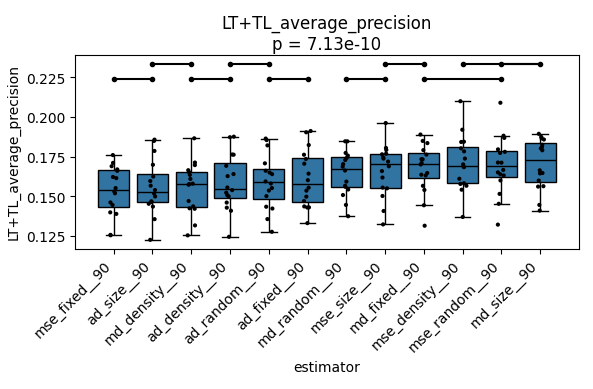 LT+TL_average_precision
p = 7.13e-10
LT+TL_average_precision
0.225
0.200
0.175
0.150
0.125
mse_fixed__90
ad_size__90
md_density__90
ad_density__90
ad_random__90
ad_fixed__90
md_random__90
mse_size__90
md_fixed__90
mse_density__90
mse_random__90
md_size__90
estimator